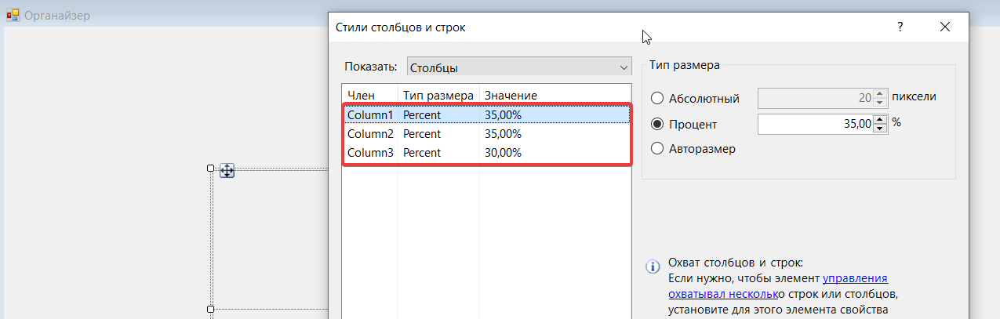 Органайзер
Стили столбцов и строк
?
Показать: Столбцы
Тип размера
Член Тип размера Значение
Column1 Percent 35,00%
Column2 Percent 35,00%
Column3 Percent 30,00%
Абсолютный 20 пиксели
Процент 35,00 %
Авторазмер
Охват столбцов и строк:
Если нужно, чтобы элемент управления
охватывал несколько строк или столбцов,
установите для этого элемента свойства